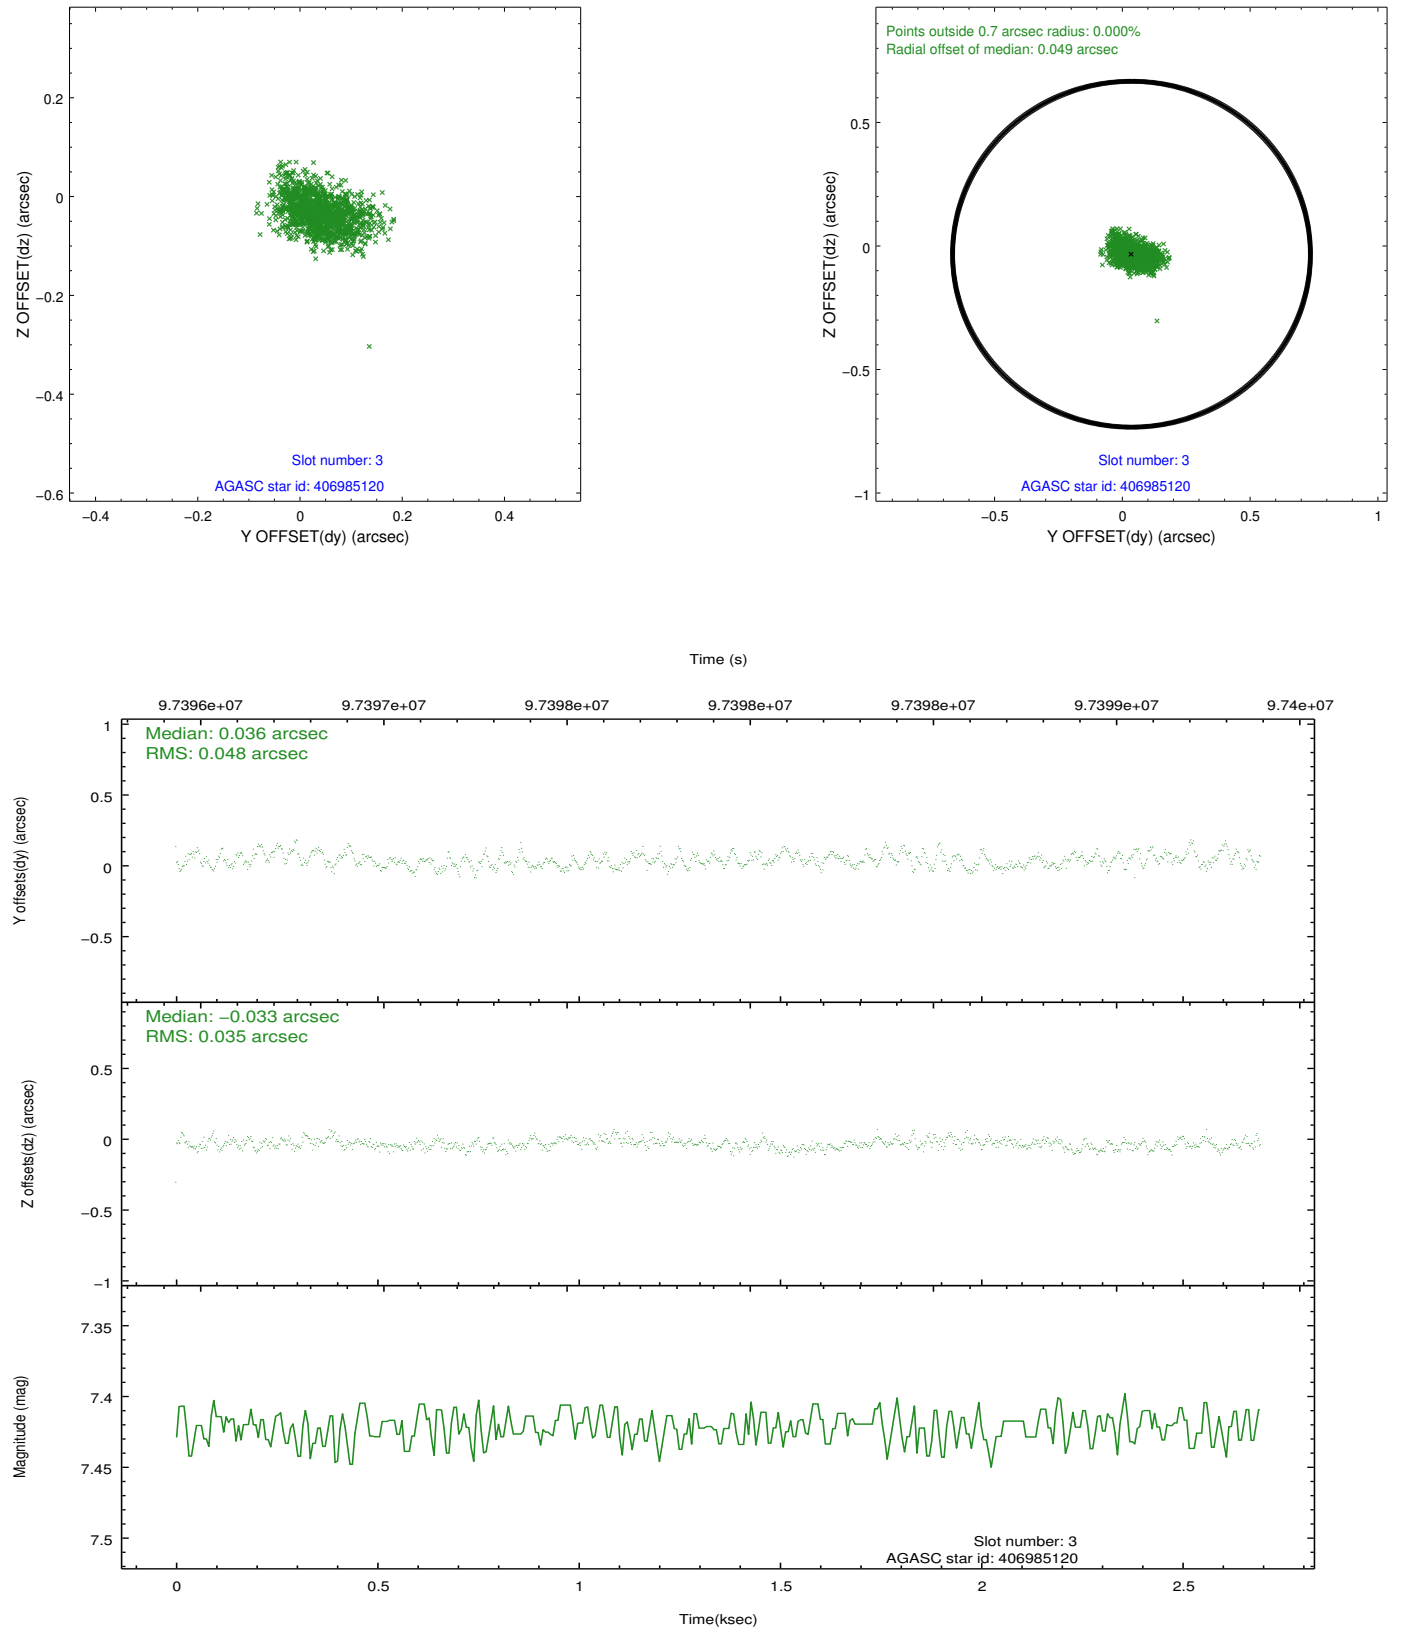 0.2
0
−0.2
−0.4
−0.6
Z OFFSET(dz) (arcsec)
Slot number: 3
AGASC star id: 406985120
−0.4
−0.2
0
0.2
0.4
Y OFFSET(dy) (arcsec)
Points outside 0.7 arcsec radius: 0.000%
Radial offset of median: 0.049 arcsec
0.5
0
−0.5
−1
Z OFFSET(dz) (arcsec)
Slot number: 3
AGASC star id: 406985120
−0.5
0
0.5
1
Y OFFSET(dy) (arcsec)
Time (s)
9.7396e+07
9.7397e+07
9.7398e+07
9.7398e+07
9.7398e+07
9.7399e+07
9.74e+07
Median: 0.036 arcsec
RMS: 0.048 arcsec
1
0.5
0
−0.5
Y offsets(dy) (arcsec)
Median: −0.033 arcsec
RMS: 0.035 arcsec
0.5
0
−0.5
−1
Z offsets(dz) (arcsec)
7.35
7.4
7.45
7.5
Magnitude (mag)
Slot number: 3
AGASC star id: 406985120
0
0.5
1
1.5
2
2.5
Time(ksec)